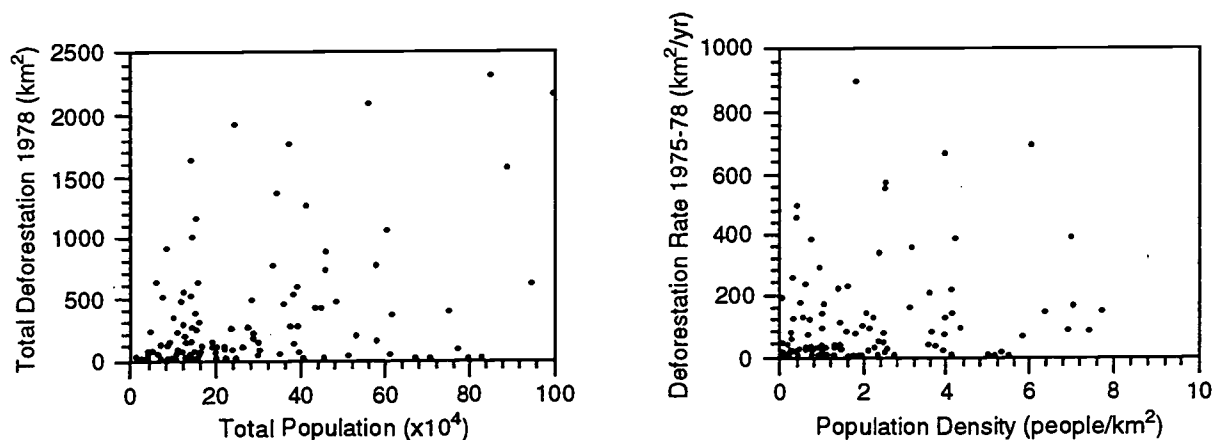 Total Deforestation 1978 (km²)
2500
2000
1500
1000
500
0
0 20 40 60 80 100
Total Population (x10⁴)
Deforestation Rate 1975-78 (km²/yr)
1000
800
600
400
200
0
0 2 4 6 8 10
Population Density (people/km²)